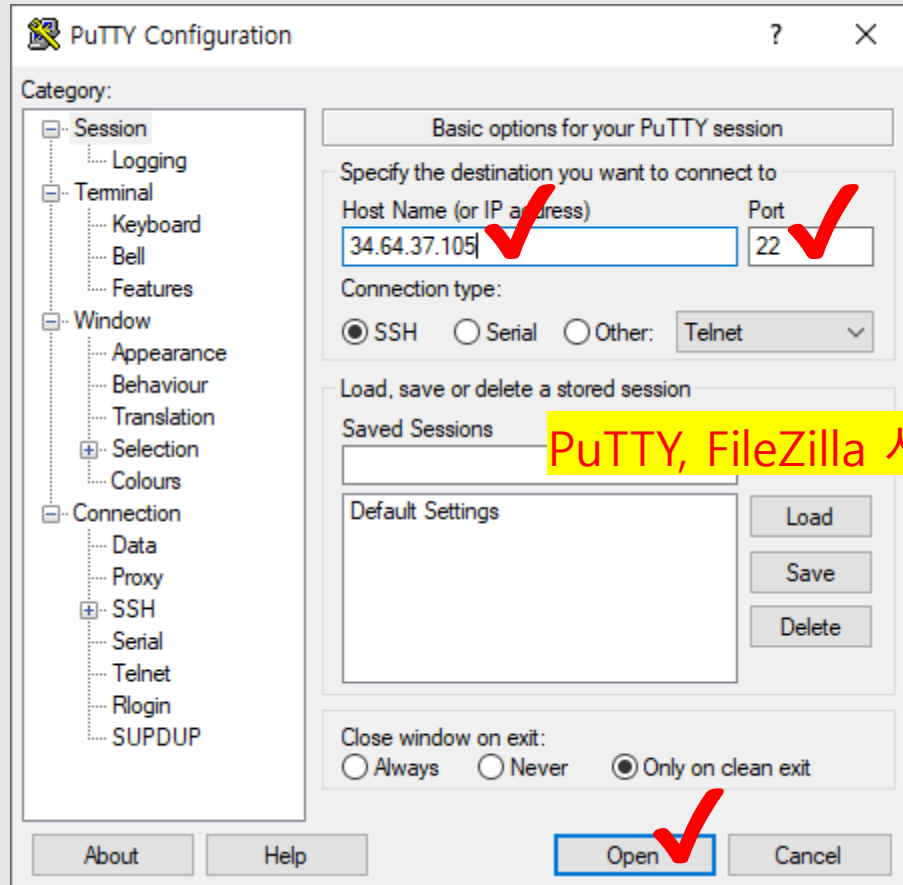 PuTTY Configuration
Category:
Session
Logging
Terminal
Keyboard
Bell
Features
Window
Appearance
Behaviour
Translation
Selection
Colours
Connection
Data
Proxy
SSH
Serial
Telnet
Rlogin
SUPDUP
Basic options for your PuTTY session
Specify the destination you want to connect to
Host Name (or IP address) Port
34.64.37.105 22
Connection type:
SSH Serial Other: Telnet
Load, save or delete a stored session
Saved Sessions
PuTTY, FileZilla
Default Settings
Load
Save
Delete
Close window on exit:
Always Never Only on clean exit
About Help Open Cancel